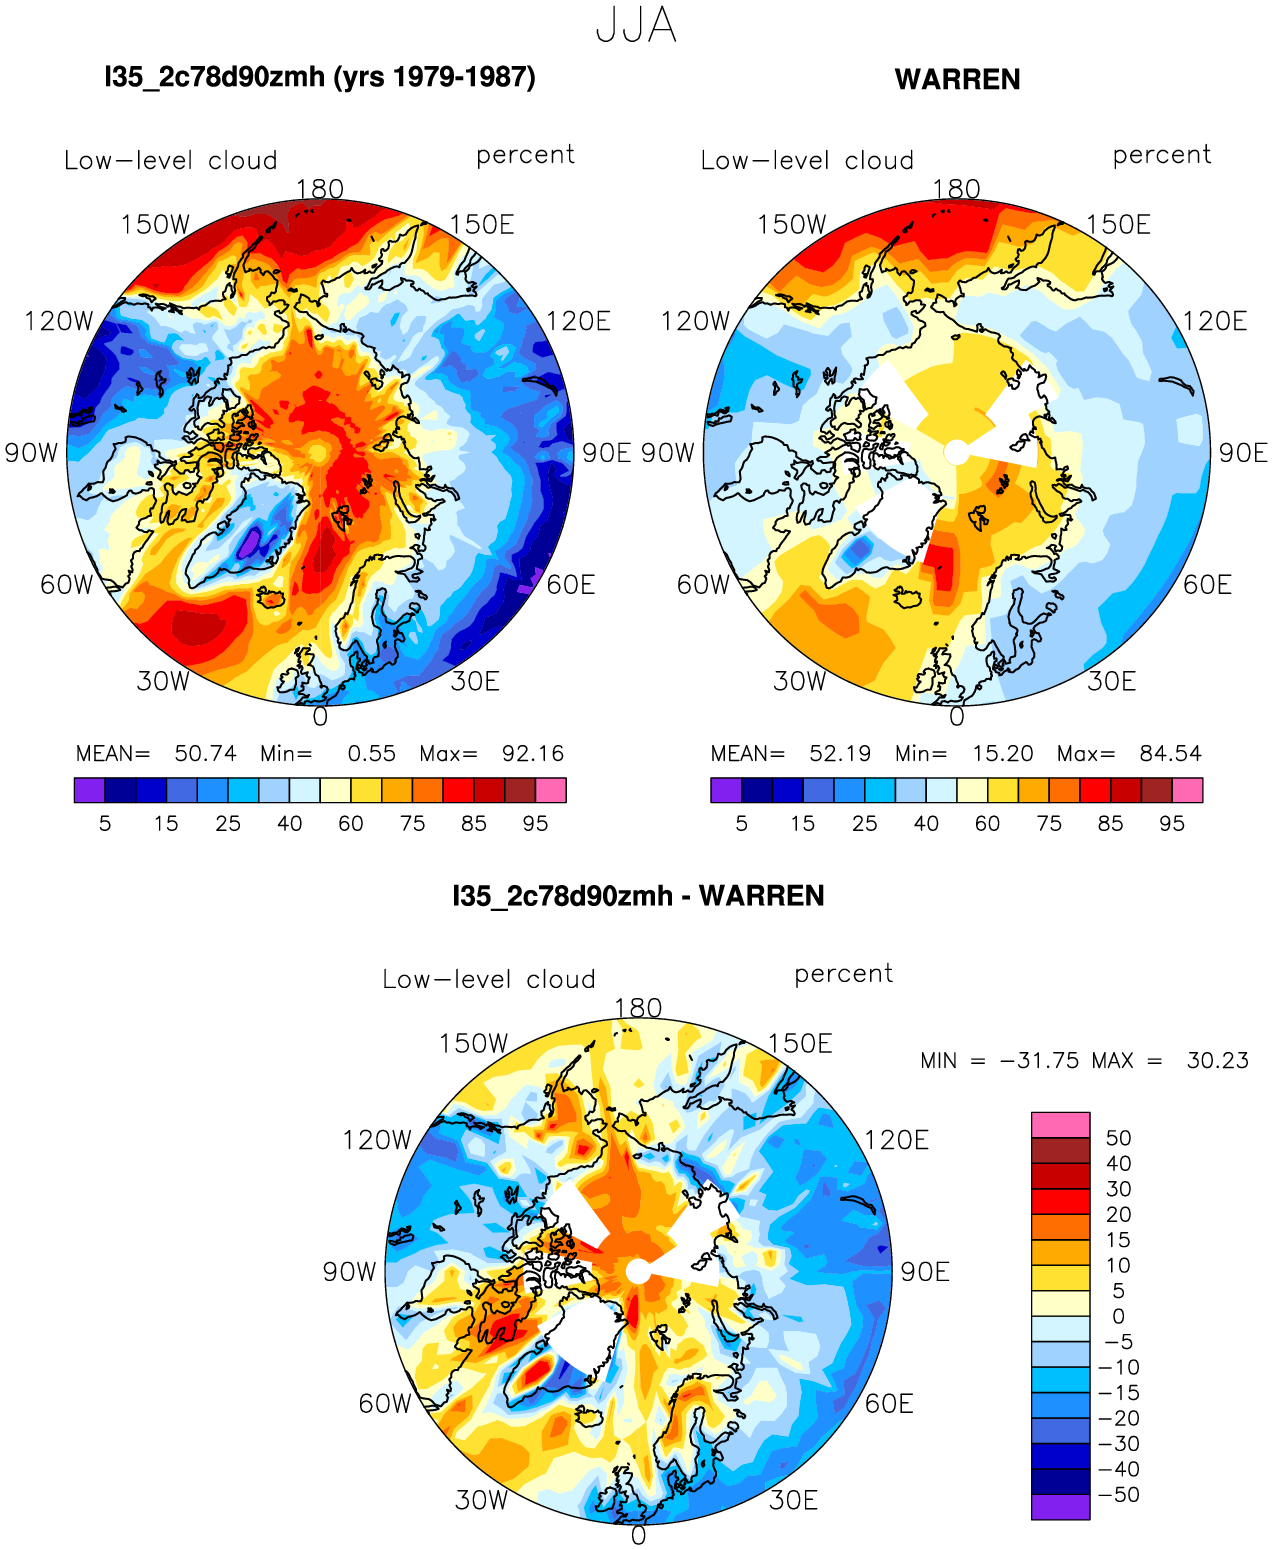 JJA
I35_2c78d90zmh (yrs 1979-1987)
Low-level cloud percent
180
150W 150E
120W 120E
90W 90E
60W 60E
30W 30E
0
MEAN= 50.74 Min= 0.55 Max= 92.16
5 15 25 40 60 75 85 95
WARREN
Low-level cloud percent
180
150W 150E
120W 120E
90W 90E
60W 60E
30W 30E
0
MEAN= 52.19 Min= 15.20 Max= 84.54
5 15 25 40 60 75 85 95
I35_2c78d90zmh - WARREN
Low-level cloud percent
180
150W 150E
120W 120E
90W 90E
60W 60E
30W 30E
0
MIN = -31.75 MAX = 30.23
50
40
30
20
15
10
5
0
-5
-10
-15
-20
-30
-40
-50